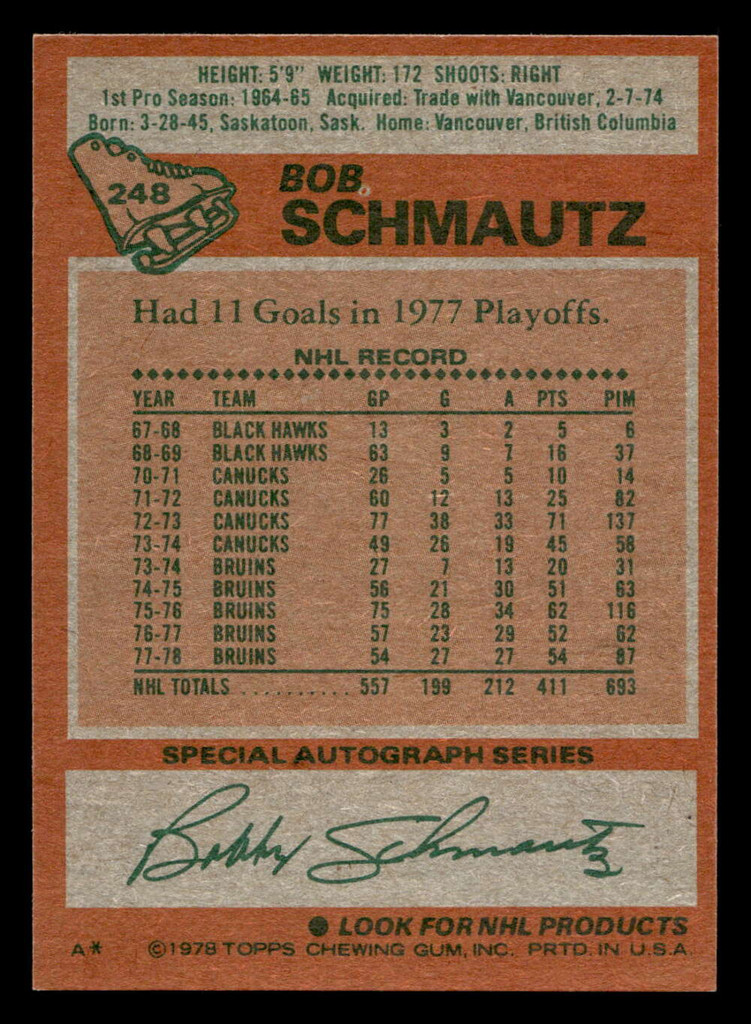 HEIGHT: 5'9" WEIGHT: 172 SHOOTS: RIGHT
1st Pro Season: 1964-65 Acquired: Trade with Vancouver, 2-7-74
Born: 3-28-45, Saskatoon, Sask. Home: Vancouver, British Columbia
248
BOB
SCHMAUTZ
Had 11 Goals in 1977 Playoffs.
NHL RECORD
YEAR TEAM GP G A PTS PIM
67-68 BLACK HAWKS 13 3 2 5 6
68-69 BLACK HAWKS 63 9 7 16 37
70-71 CANUCKS 26 5 5 10 14
71-72 CANUCKS 60 12 13 25 82
72-73 CANUCKS 77 38 33 71 137
73-74 CANUCKS 49 26 19 45 58
73-74 BRUINS 27 7 13 20 31
74-75 BRUINS 56 21 30 51 63
75-76 BRUINS 75 28 34 62 116
76-77 BRUINS 57 23 29 52 62
77-78 BRUINS 54 27 27 54 87
NHL TOTALS .......... 557 199 212 411 693
SPECIAL AUTOGRAPH SERIES
Bobby Schmautz
● LOOK FOR NHL PRODUCTS
A* ©1978 TOPPS CHEWING GUM, INC. PRTD. IN U.S.A.